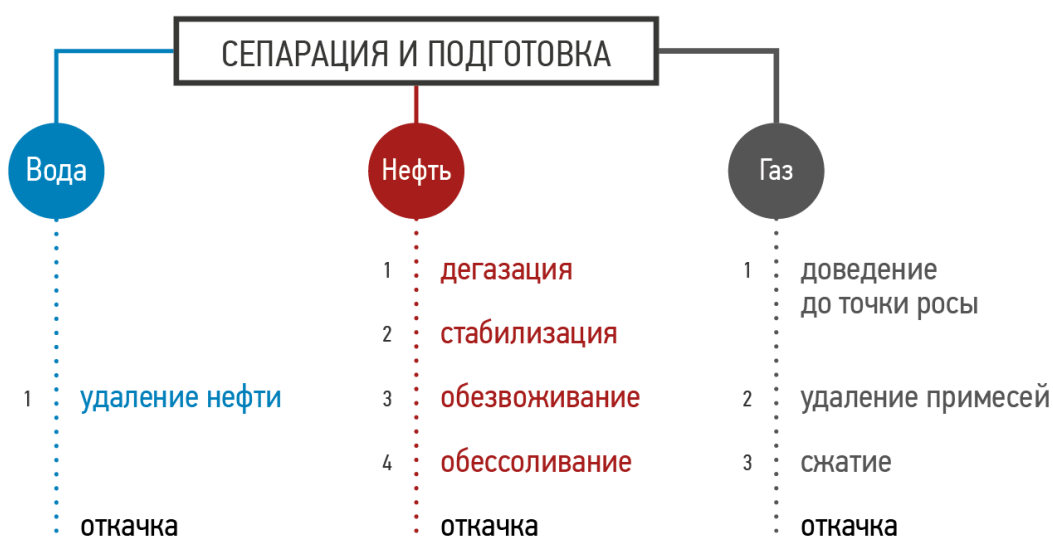 СЕПАРАЦИЯ И ПОДГОТОВКА
Вода
1 удаление нефти
откачка
Нефть
1 дегазация
2 стабилизация
3 обезвоживание
4 обессоливание
откачка
Газ
1 доведение
до точки росы
2 удаление примесей
3 сжатие
откачка